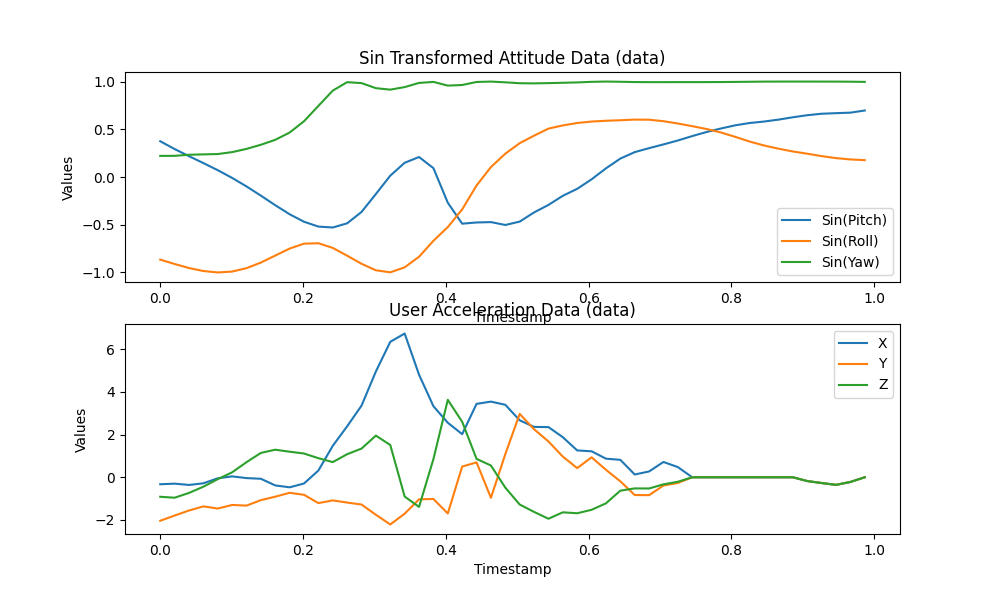 Sin Transformed Attitude Data (data)
1.0
0.5
0.0
−0.5
−1.0
Values
Sin(Pitch)
Sin(Roll)
Sin(Yaw)
0.0 0.2 0.4 0.6 0.8 1.0
Timestamp
User Acceleration Data (data)
6
4
2
0
−2
Values
X
Y
Z
0.0 0.2 0.4 0.6 0.8 1.0
Timestamp